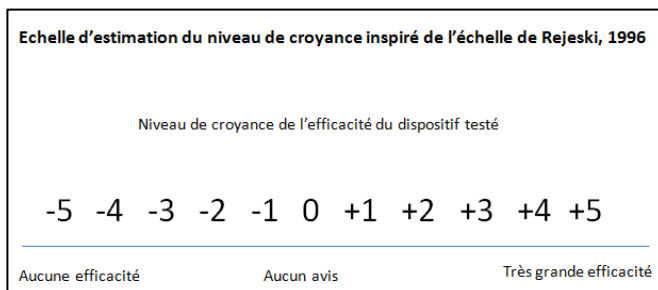 Echelle d'estimation du niveau de croyance inspiré de l'échelle de Rejeski, 1996
Niveau de croyance de l'efficacité du dispositif testé
-5 -4 -3 -2 -1 0 +1 +2 +3 +4 +5
Aucune efficacité Aucun avis Très grande efficacité